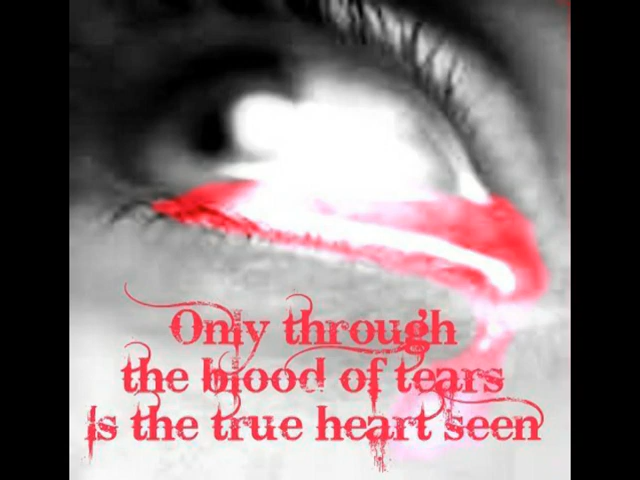 Only through
the blood of tears
Is the true heart seen